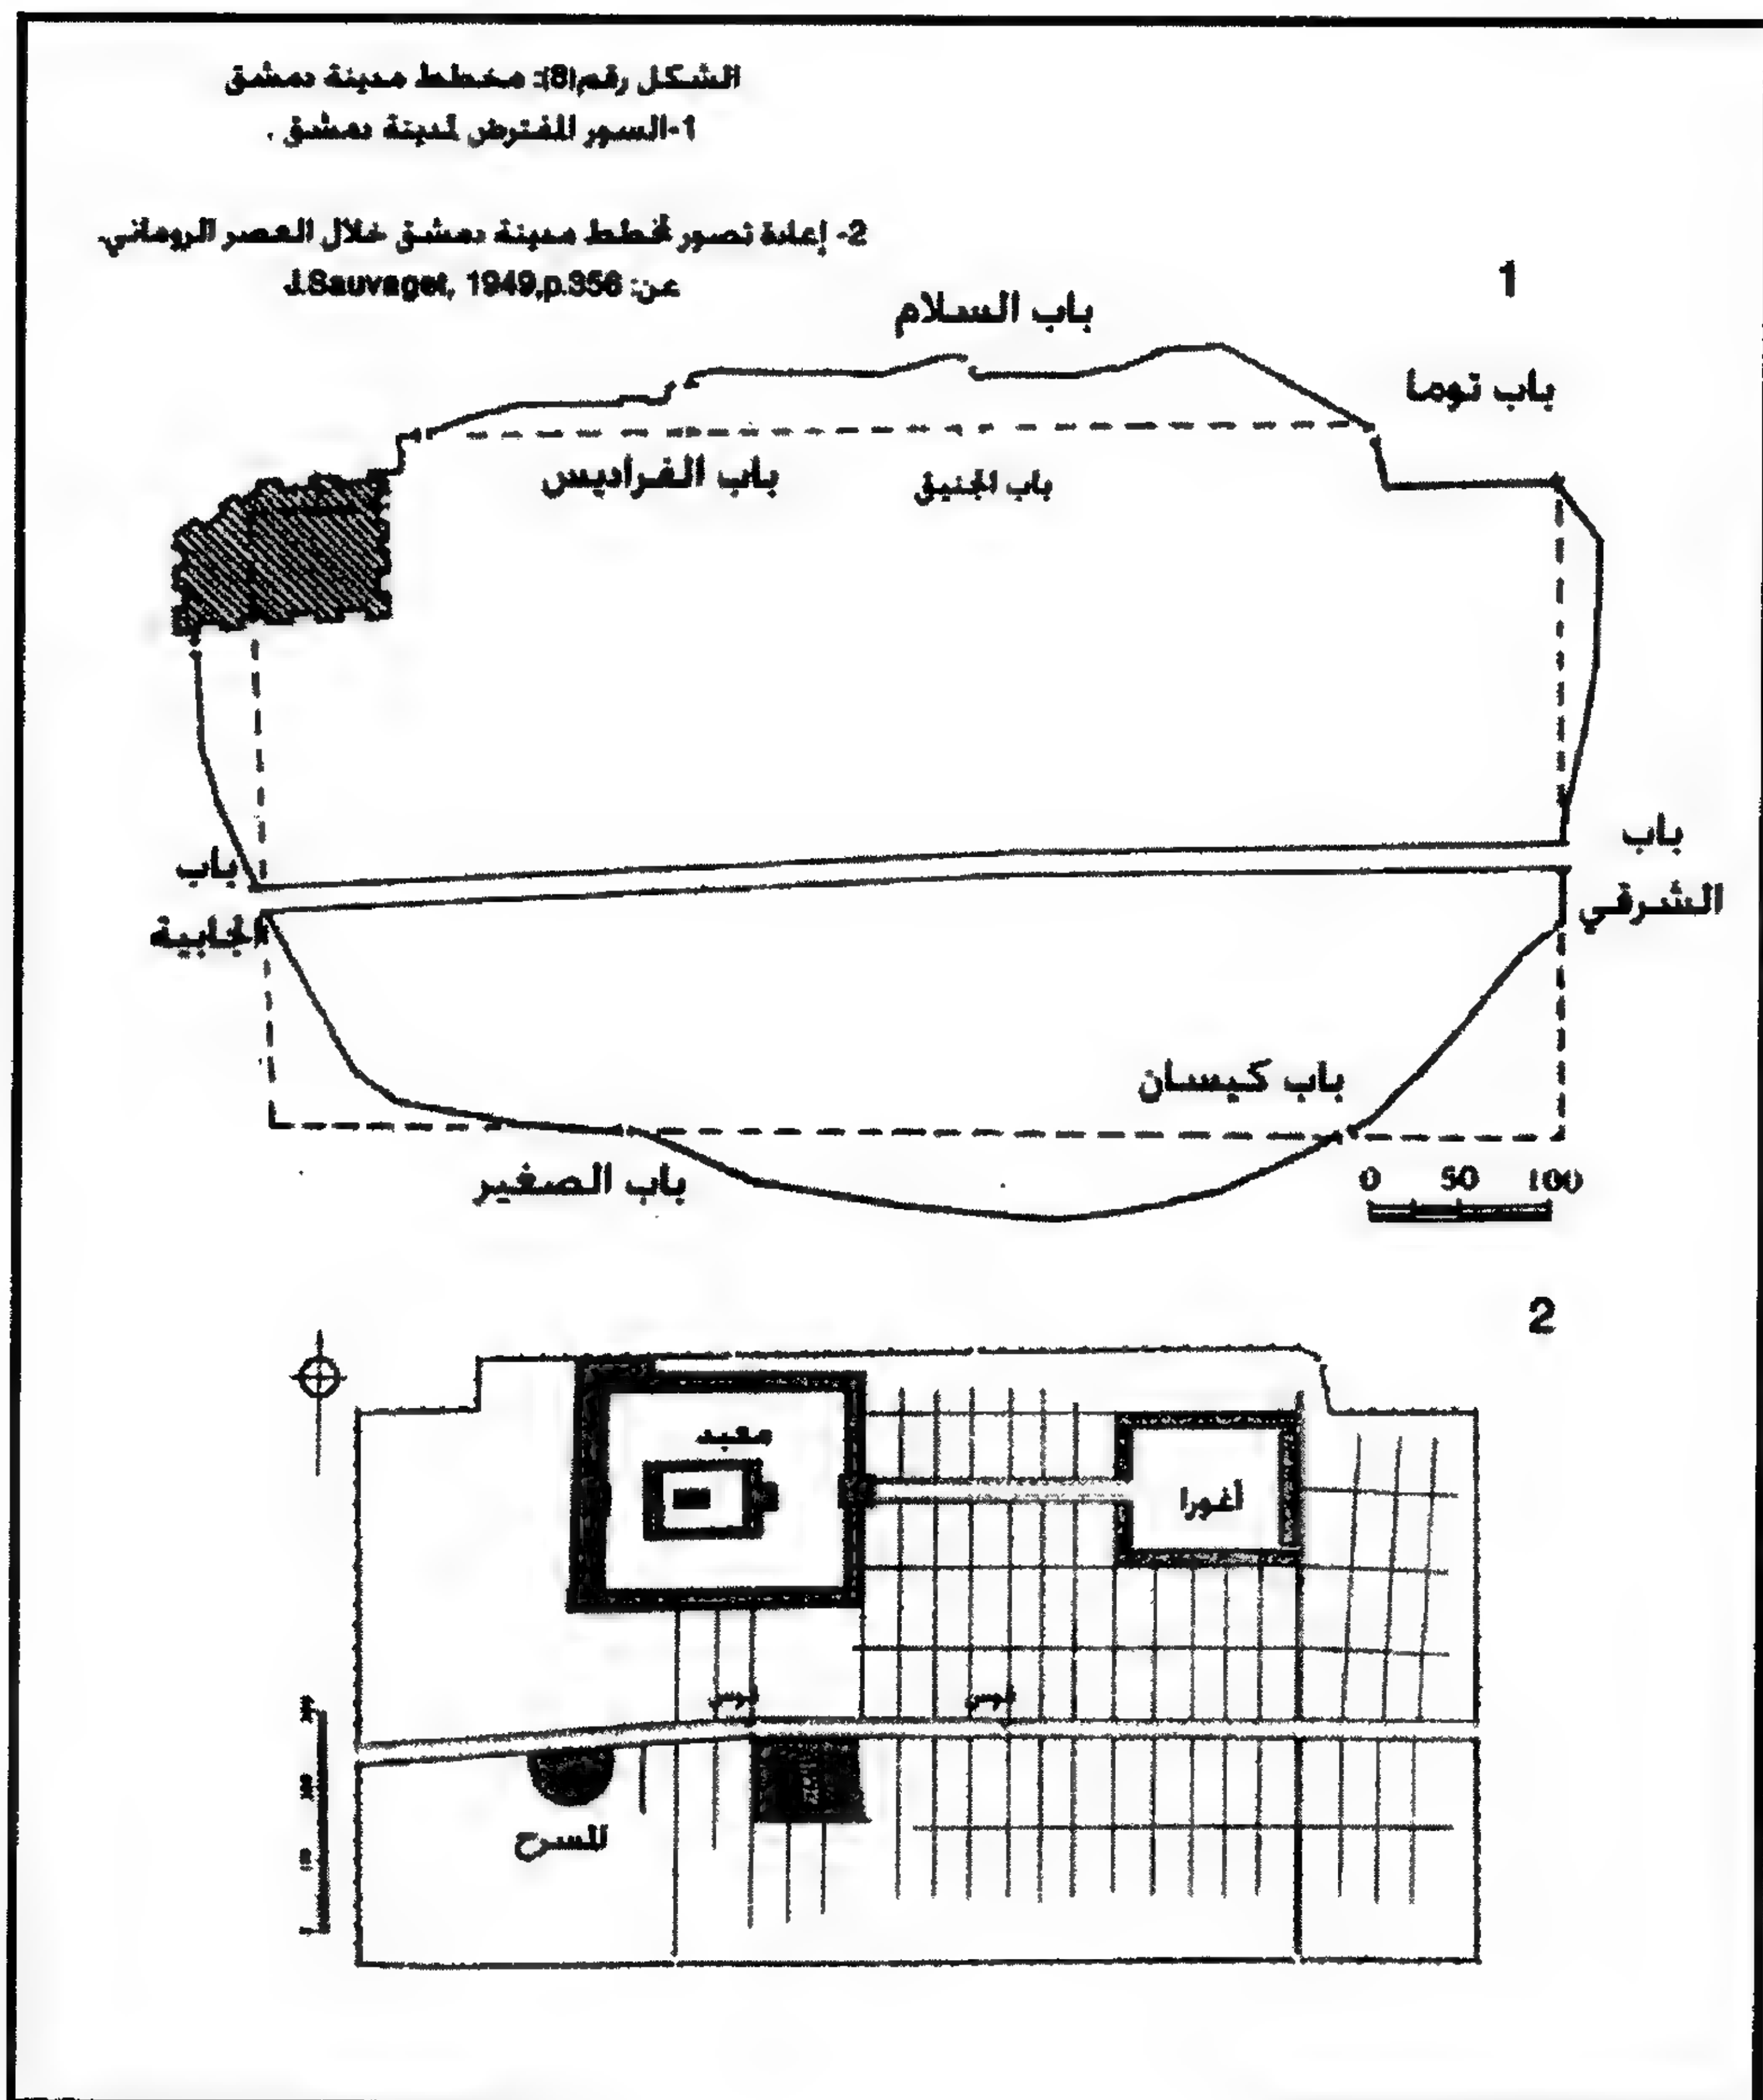 الشكل رقم(8): مخطط مدينة دمشق
1-السور المفترض لمدينة دمشق .
2- إعادة تصور لمخطط مدينة دمشق خلال العصر الروماني.
عن: J.Sauvaget, 1949,p.356
1
باب السلام
باب توما
باب الفراديس
باب الجنيق
باب
الشرقي
باب
الجابية
باب كيسان
باب الصغير
0 50 100
2
معبد
أغورا
قوس
قوس
المسرح